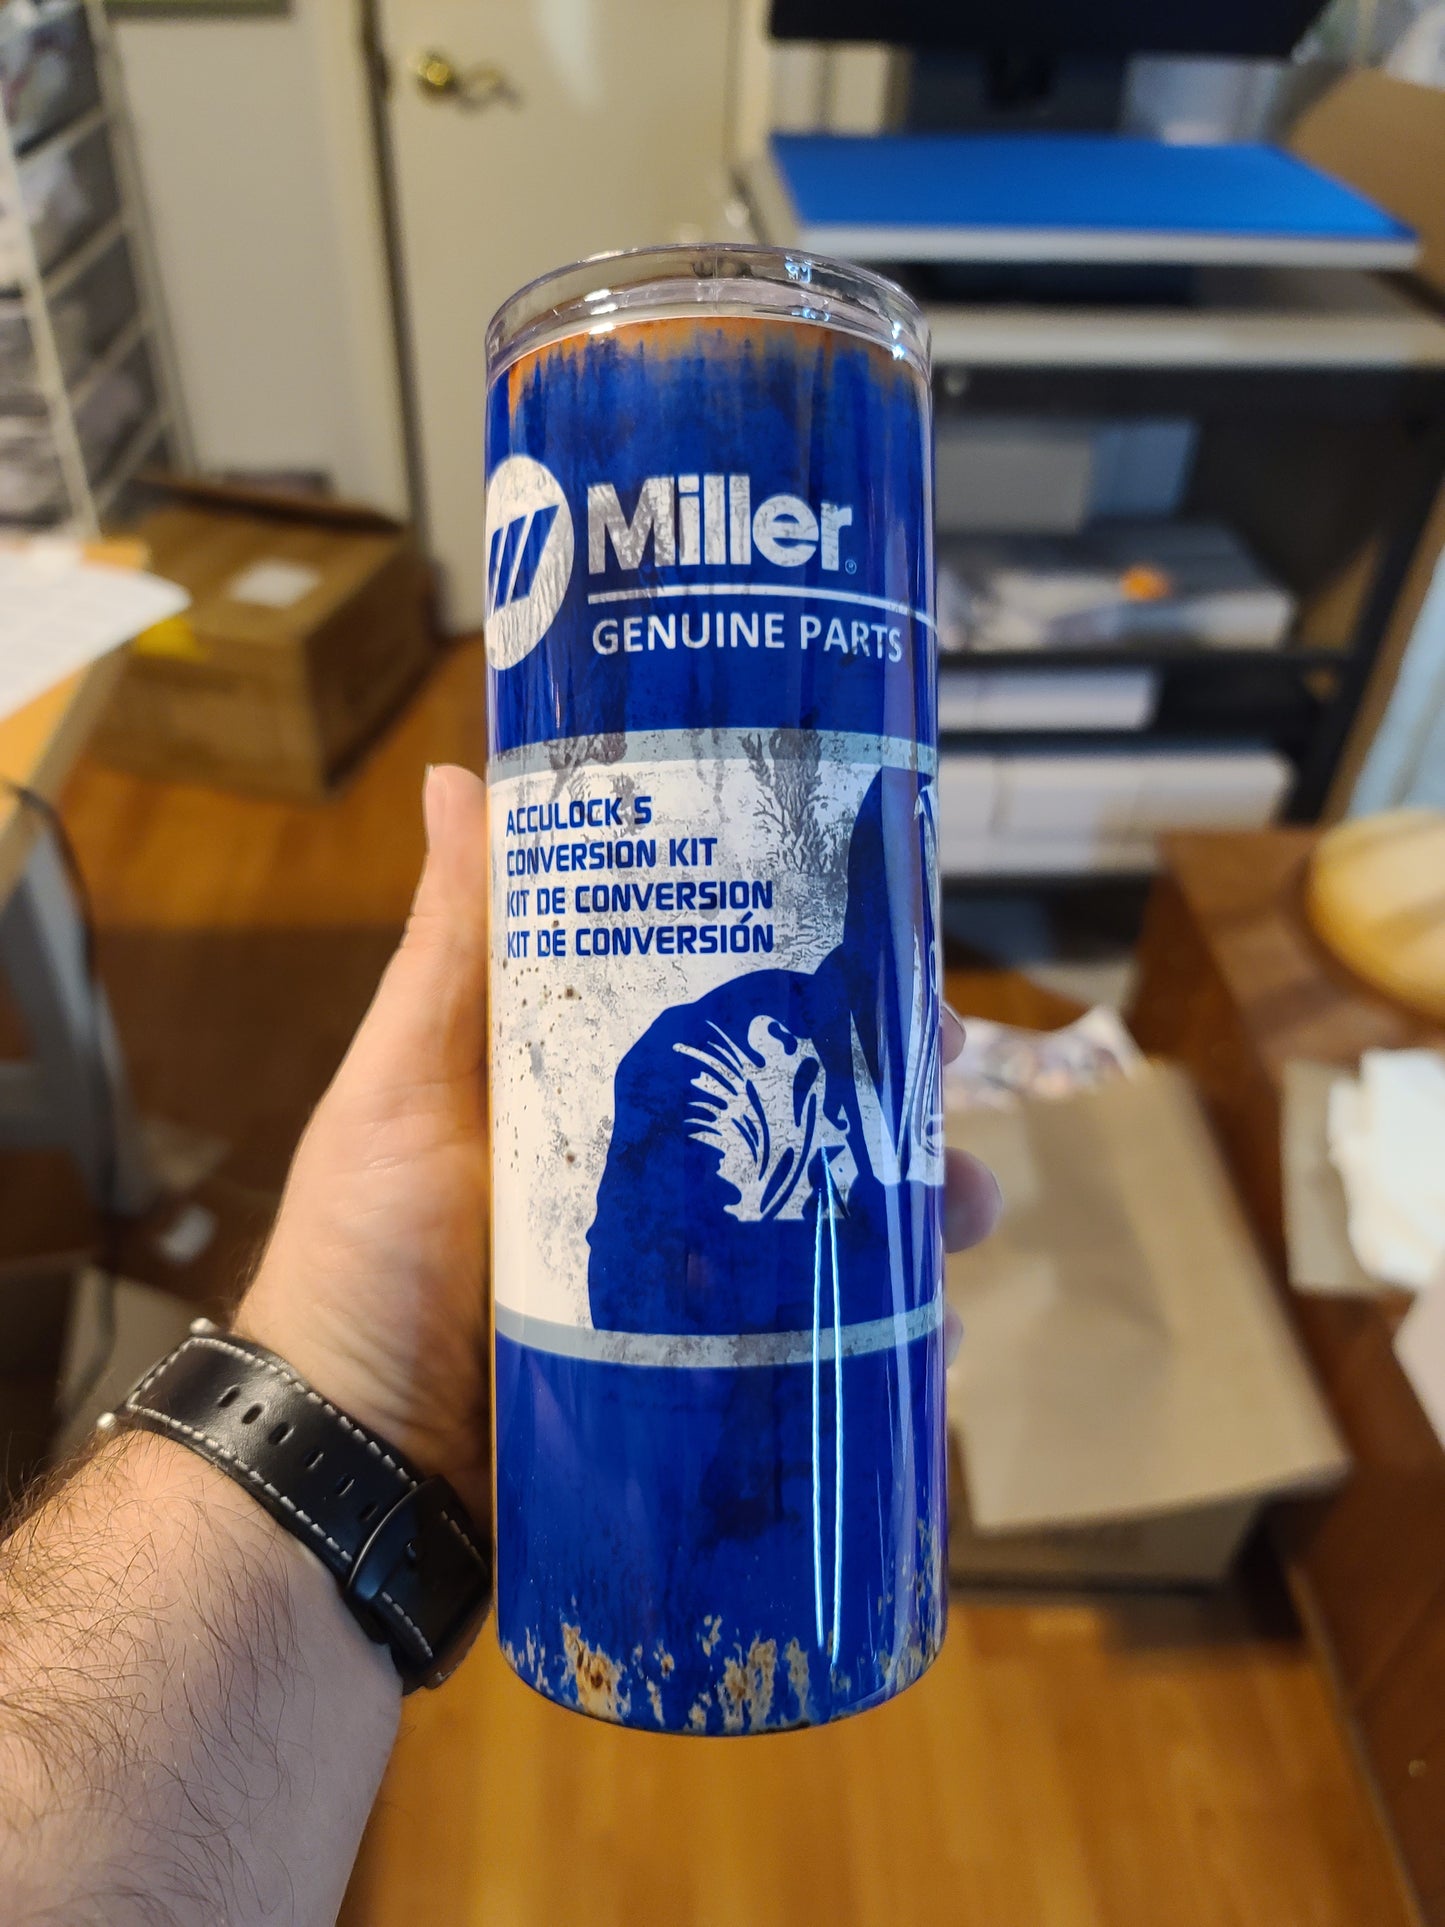 Miller®
GENUINE PARTS
ACCULOCK S
CONVERSION KIT
KIT DE CONVERSION
KIT DE CONVERSIÓN